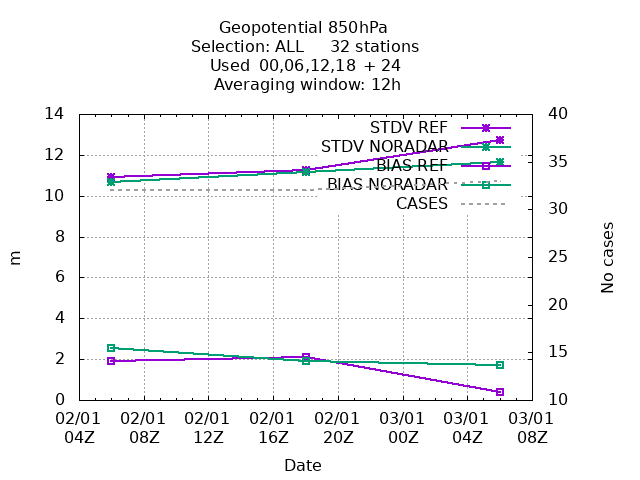 Geopotential 850hPa
Selection: ALL 32 stations
Used 00,06,12,18 + 24
Averaging window: 12h
STDV REF
STDV NORADAR
BIAS REF
BIAS NORADAR
CASES
14
12
10
8
6
4
2
0
m
40
35
30
25
20
15
10
No cases
02/01 02/01 02/01 02/01 02/01 03/01 03/01 03/01
04Z 08Z 12Z 16Z 20Z 00Z 04Z 08Z
Date